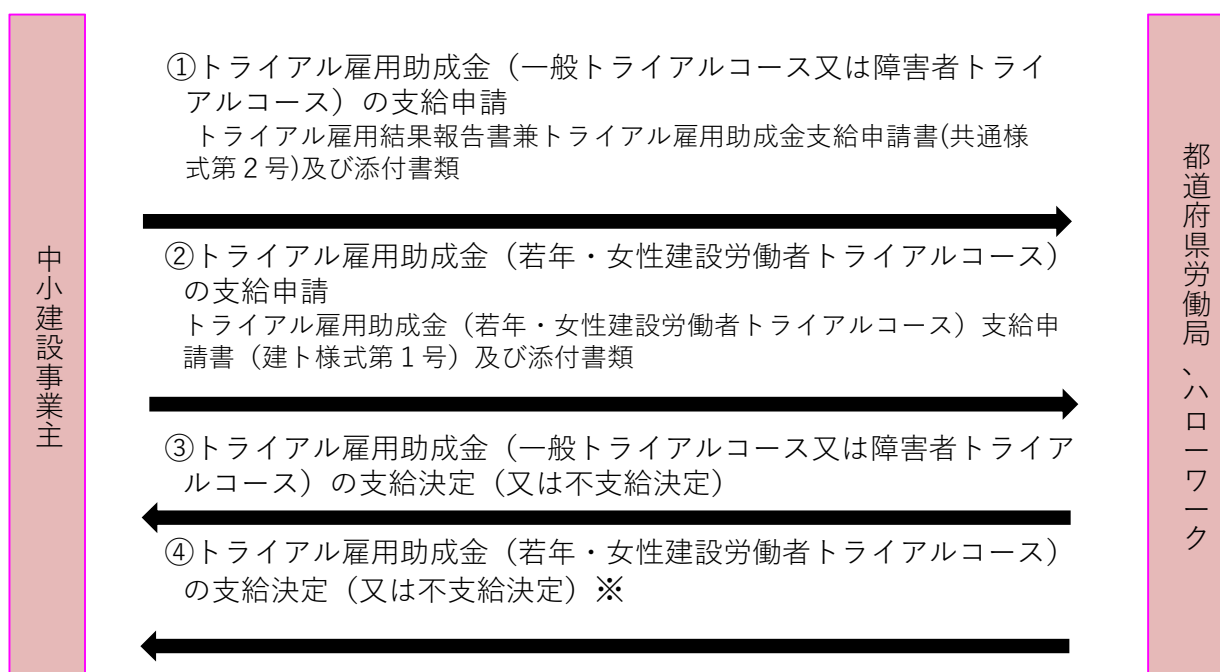 中小建設事業主
①トライアル雇用助成金（一般トライアルコース又は障害者トライ
アルコース）の支給申請
トライアル雇用結果報告書兼トライアル雇用助成金支給申請書(共通様
式第２号)及び添付書類
②トライアル雇用助成金（若年・女性建設労働者トライアルコース）
の支給申請
トライアル雇用助成金（若年・女性建設労働者トライアルコース）支給申
請書（建ト様式第１号）及び添付書類
③トライアル雇用助成金（一般トライアルコース又は障害者トライア
ルコース）の支給決定（又は不支給決定）
④トライアル雇用助成金（若年・女性建設労働者トライアルコース）
の支給決定（又は不支給決定）※
都道府県労働局、ハローワーク